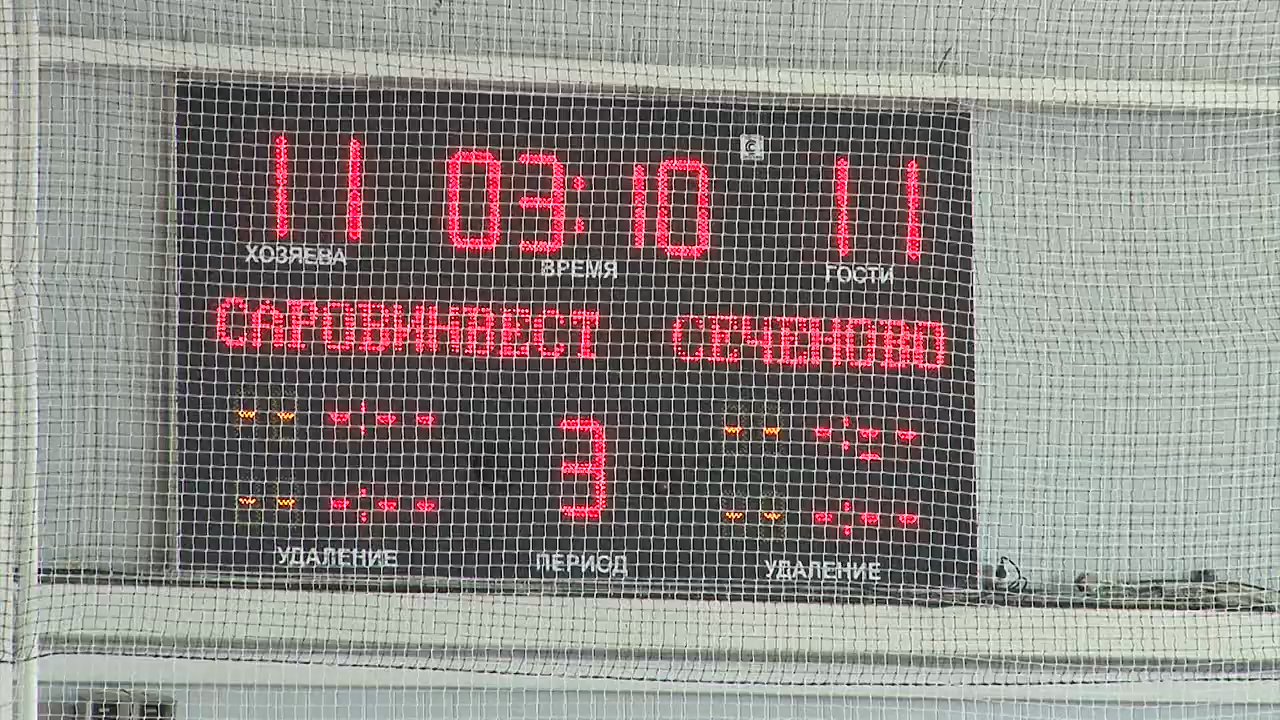 11 03:10 11
ХОЗЯЕВА ВРЕМЯ ГОСТИ
САРОВИНВЕСТ СЕЧЕНОВО
-- -:-- 3 -- -:--
-- -:-- -- -:--
УДАЛЕНИЕ ПЕРИОД УДАЛЕНИЕ